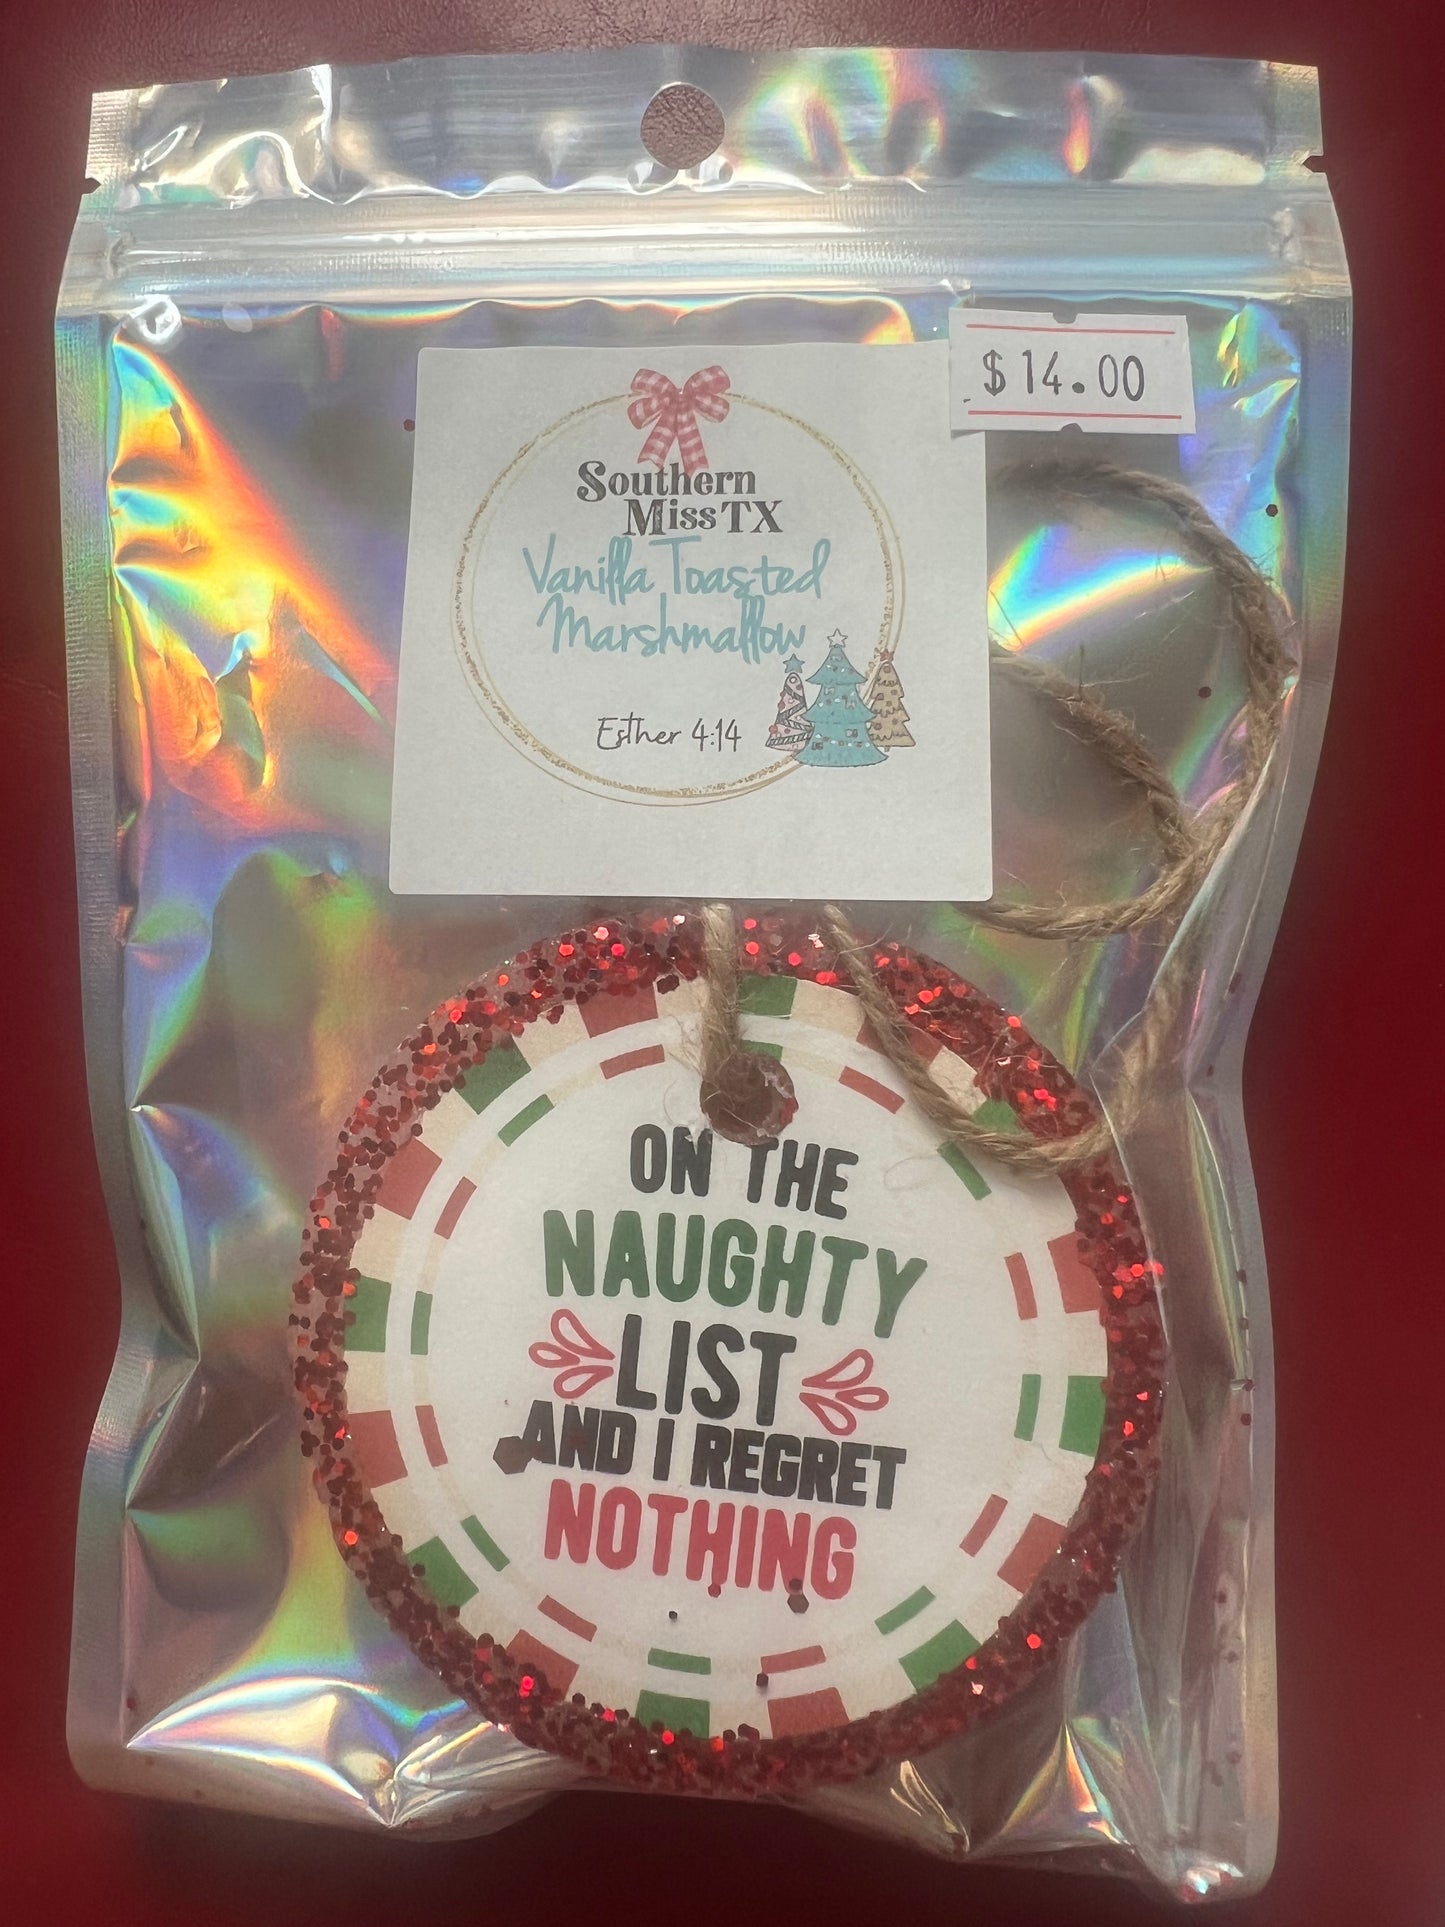 $14.00
Southern
Miss TX
Vanilla Toasted
Marshmallow
Esther 4:14
ON THE
NAUGHTY
LIST
AND I REGRET
NOTHING